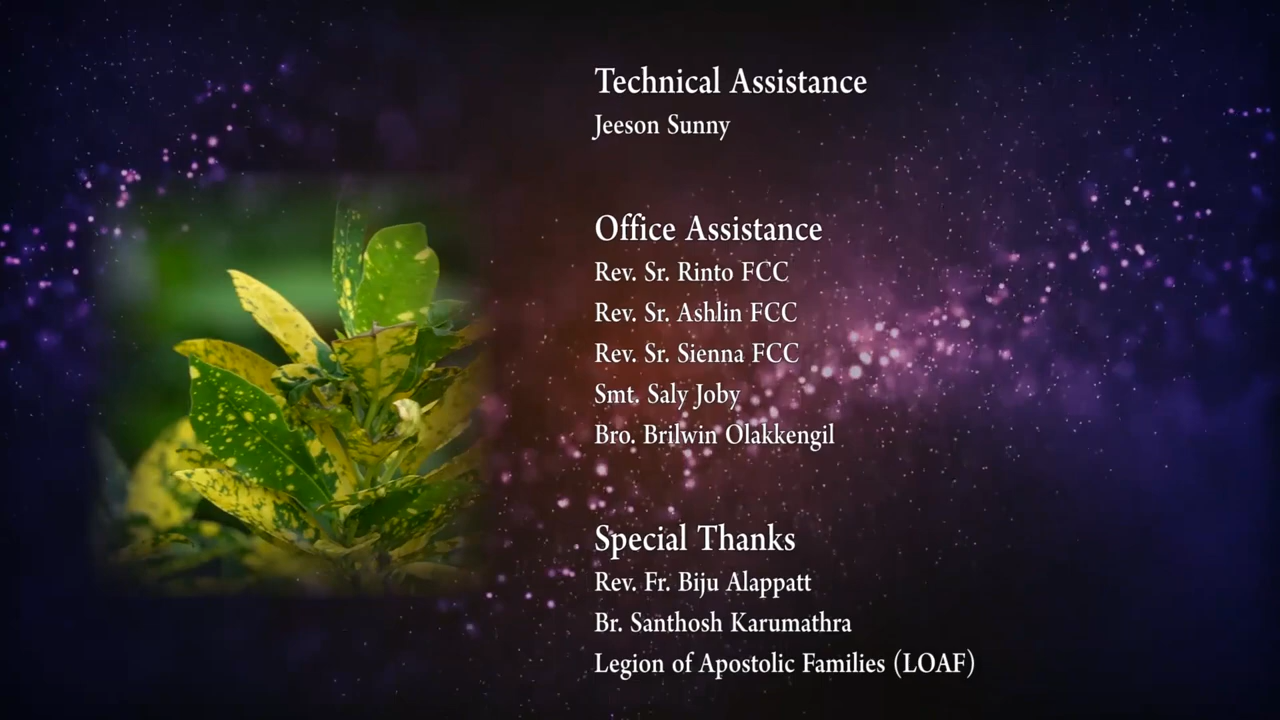 Technical Assistance
Jeeson Sunny
Office Assistance
Rev. Sr. Rinto FCC
Rev. Sr. Ashlin FCC
Rev. Sr. Sienna FCC
Smt. Saly Joby
Bro. Brilwin Olakkengil
Special Thanks
Rev. Fr. Biju Alappatt
Br. Santhosh Karumathra
Legion of Apostolic Families (LOAF)